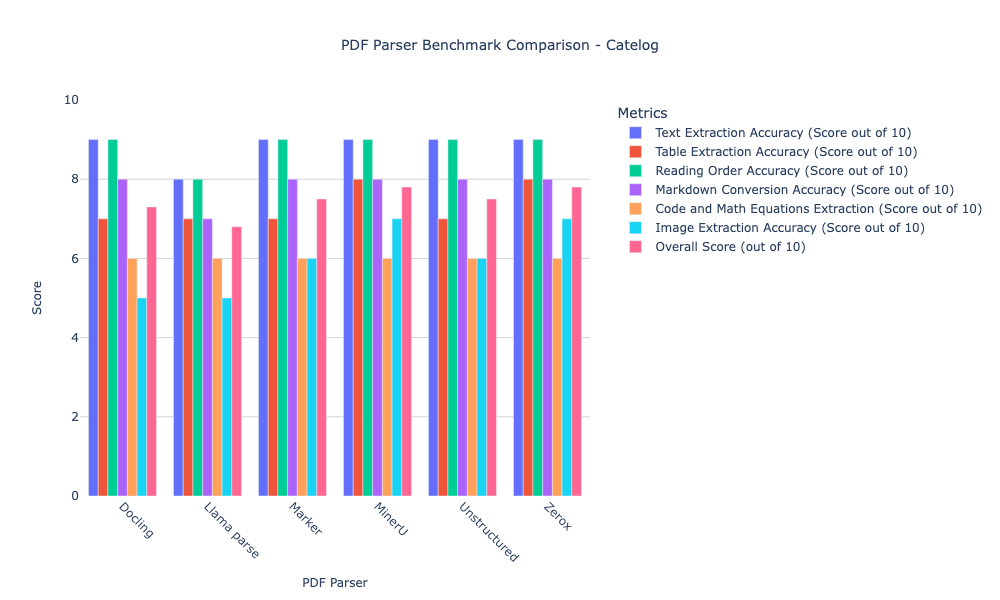 PDF Parser Benchmark Comparison - Catelog
10
8
6
4
2
0
Score
Docling
Llama parse
Marker
MinerU
Unstructured
Zerox
PDF Parser
Metrics
Text Extraction Accuracy (Score out of 10)
Table Extraction Accuracy (Score out of 10)
Reading Order Accuracy (Score out of 10)
Markdown Conversion Accuracy (Score out of 10)
Code and Math Equations Extraction (Score out of 10)
Image Extraction Accuracy (Score out of 10)
Overall Score (out of 10)